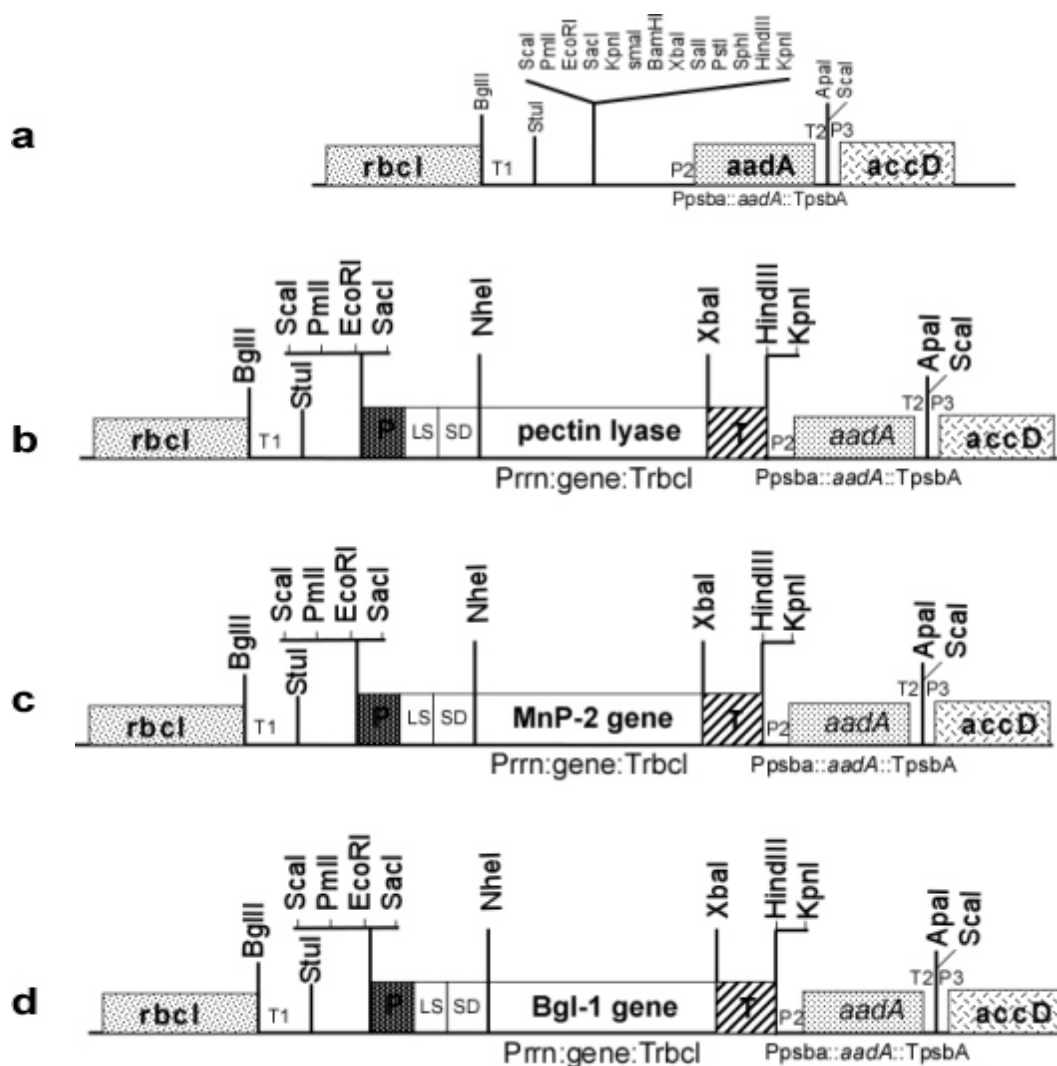 ScaI PmlI EcoRI SacI KpnI smaI BamHI XbaI SalI PstI SphI HindIII KpnI
BglII StuI ApaI ScaI
a
rbcl T1 P2 aadA T2 P3 accD
Ppsba::aadA::TpsbA
ScaI PmlI EcoRI SacI NheI XbaI HindIII KpnI
BglII StuI ApaI ScaI
b
rbcl T1 P LS SD pectin lyase T P2 aadA T2 P3 accD
Prrn:gene:Trbcl Ppsba::aadA::TpsbA
ScaI PmlI EcoRI SacI NheI XbaI HindIII KpnI
BglII StuI ApaI ScaI
c
rbcl T1 P LS SD MnP-2 gene T P2 aadA T2 P3 accD
Prrn:gene:Trbcl Ppsba::aadA::TpsbA
ScaI PmlI EcoRI SacI NheI XbaI HindIII KpnI
BglII StuI ApaI ScaI
d
rbcl T1 P LS SD Bgl-1 gene T P2 aadA T2 P3 accD
Prrn:gene:Trbcl Ppsba::aadA::TpsbA